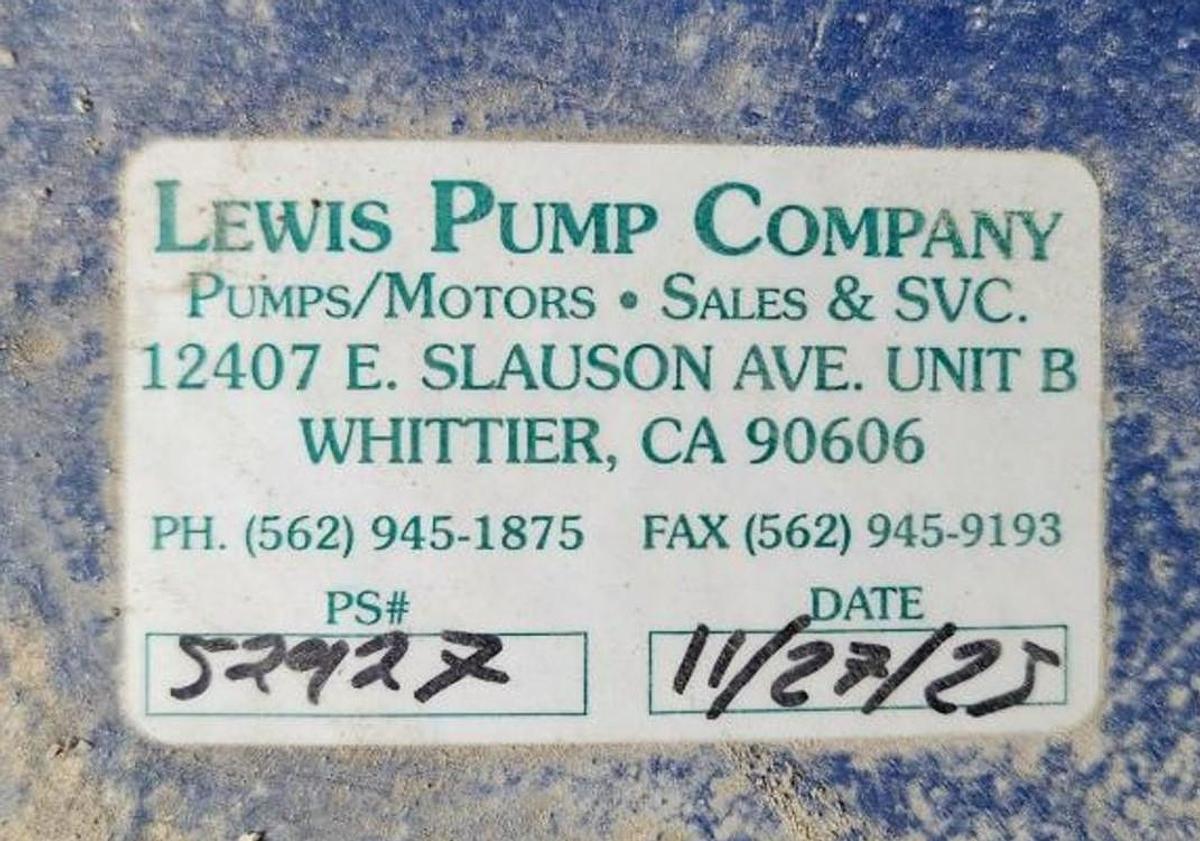 LEWIS PUMP COMPANY
PUMPS/MOTORS • SALES & SVC.
12407 E. SLAUSON AVE. UNIT B
WHITTIER, CA 90606
PH. (562) 945-1875 FAX (562) 945-9193
PS# DATE
52927 11/27/25